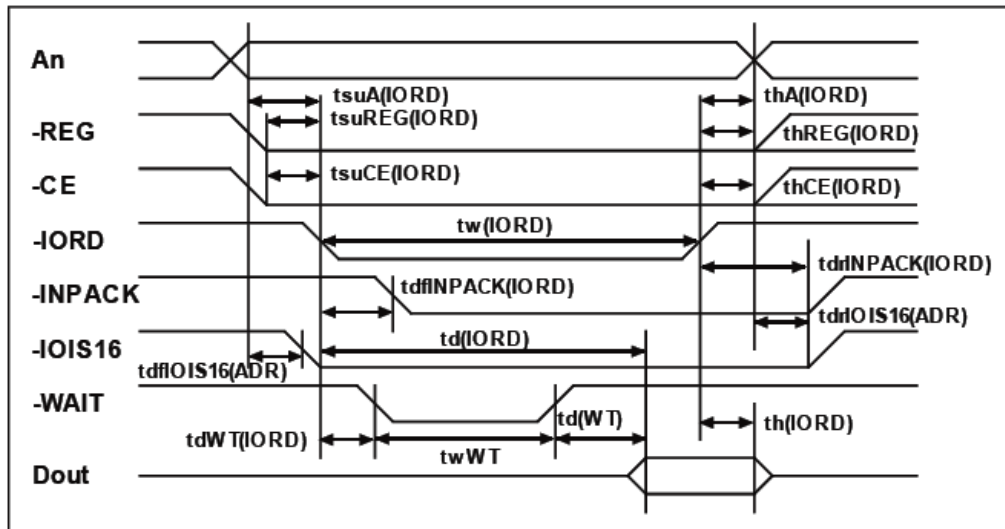 An
tsuA(IORD)
thA(IORD)
-REG
tsuREG(IORD)
thREG(IORD)
-CE
tsuCE(IORD)
thCE(IORD)
-IORD
tw(IORD)
-INPACK
tdfINPACK(IORD)
tdrINPACK(IORD)
-IOIS16
td(IORD)
tdrIOIS16(ADR)
tdfIOIS16(ADR)
-WAIT
td(WT)
tdWT(IORD)
twWT
th(IORD)
Dout